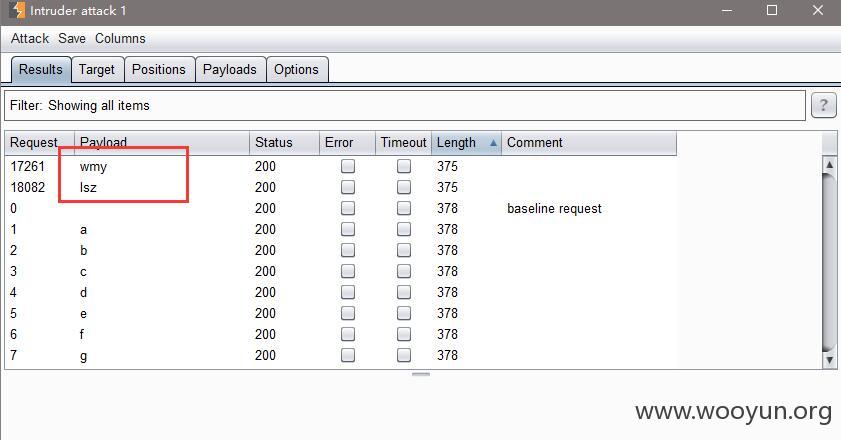 Intruder attack 1
Attack Save Columns
Results Target Positions Payloads Options
Filter: Showing all items ?
Request Payload Status Error Timeout Length Comment
17261 wmy 200 375
18082 lsz 200 375
0 200 378 baseline request
1 a 200 378
2 b 200 378
3 c 200 378
4 d 200 378
5 e 200 378
6 f 200 378
7 g 200 378
www.wooyun.org